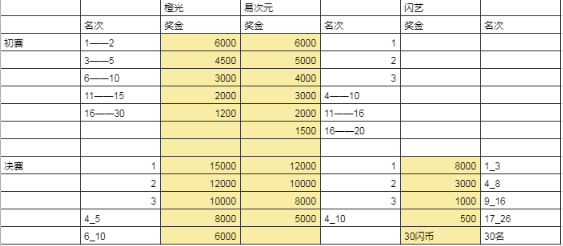 橙光 易次元 闪艺
名次 奖金 奖金 名次 奖金 名次
初赛 1——2 6000 6000 1
3——5 4500 5000 2
6——10 3000 4000 3
11——15 2000 3000 4——10
16——30 1200 2000 11——16
1500 16——20
决赛 1 15000 12000 1 8000 1_3
2 12000 10000 2 3000 4_8
3 10000 8000 3 1000 9_16
4_5 8000 5000 4_10 500 17_26
6_10 6000 30闪币 30名